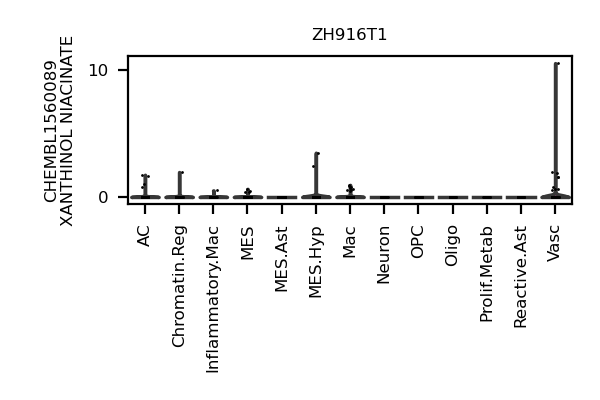 ZH916T1
CHEMBL1560089
XANTHINOL NIACINATE
10
0
AC
Chromatin.Reg
Inflammatory.Mac
MES
MES.Ast
MES.Hyp
Mac
Neuron
OPC
Oligo
Prolif.Metab
Reactive.Ast
Vasc